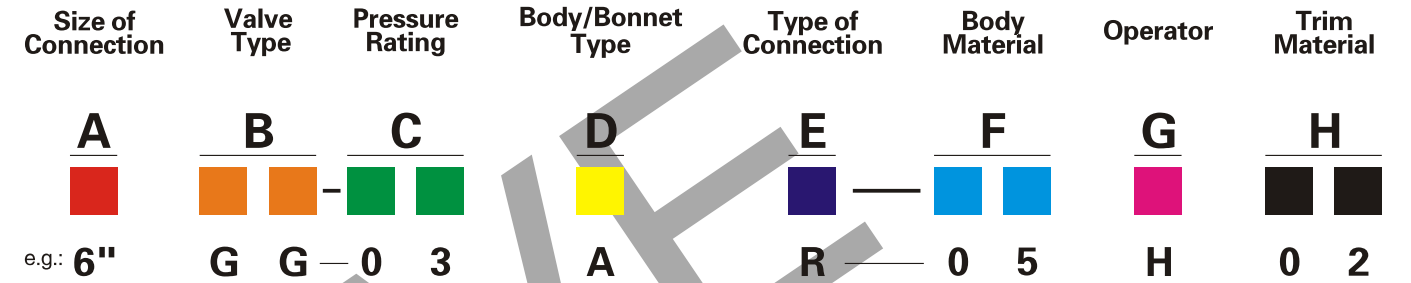 Size of Connection
Valve Type
Pressure Rating
Body/Bonnet Type
Type of Connection
Body Material
Operator
Trim Material
A B C D E F G H
e.g.: 6" G G — 0 3 A R — 0 5 H 0 2